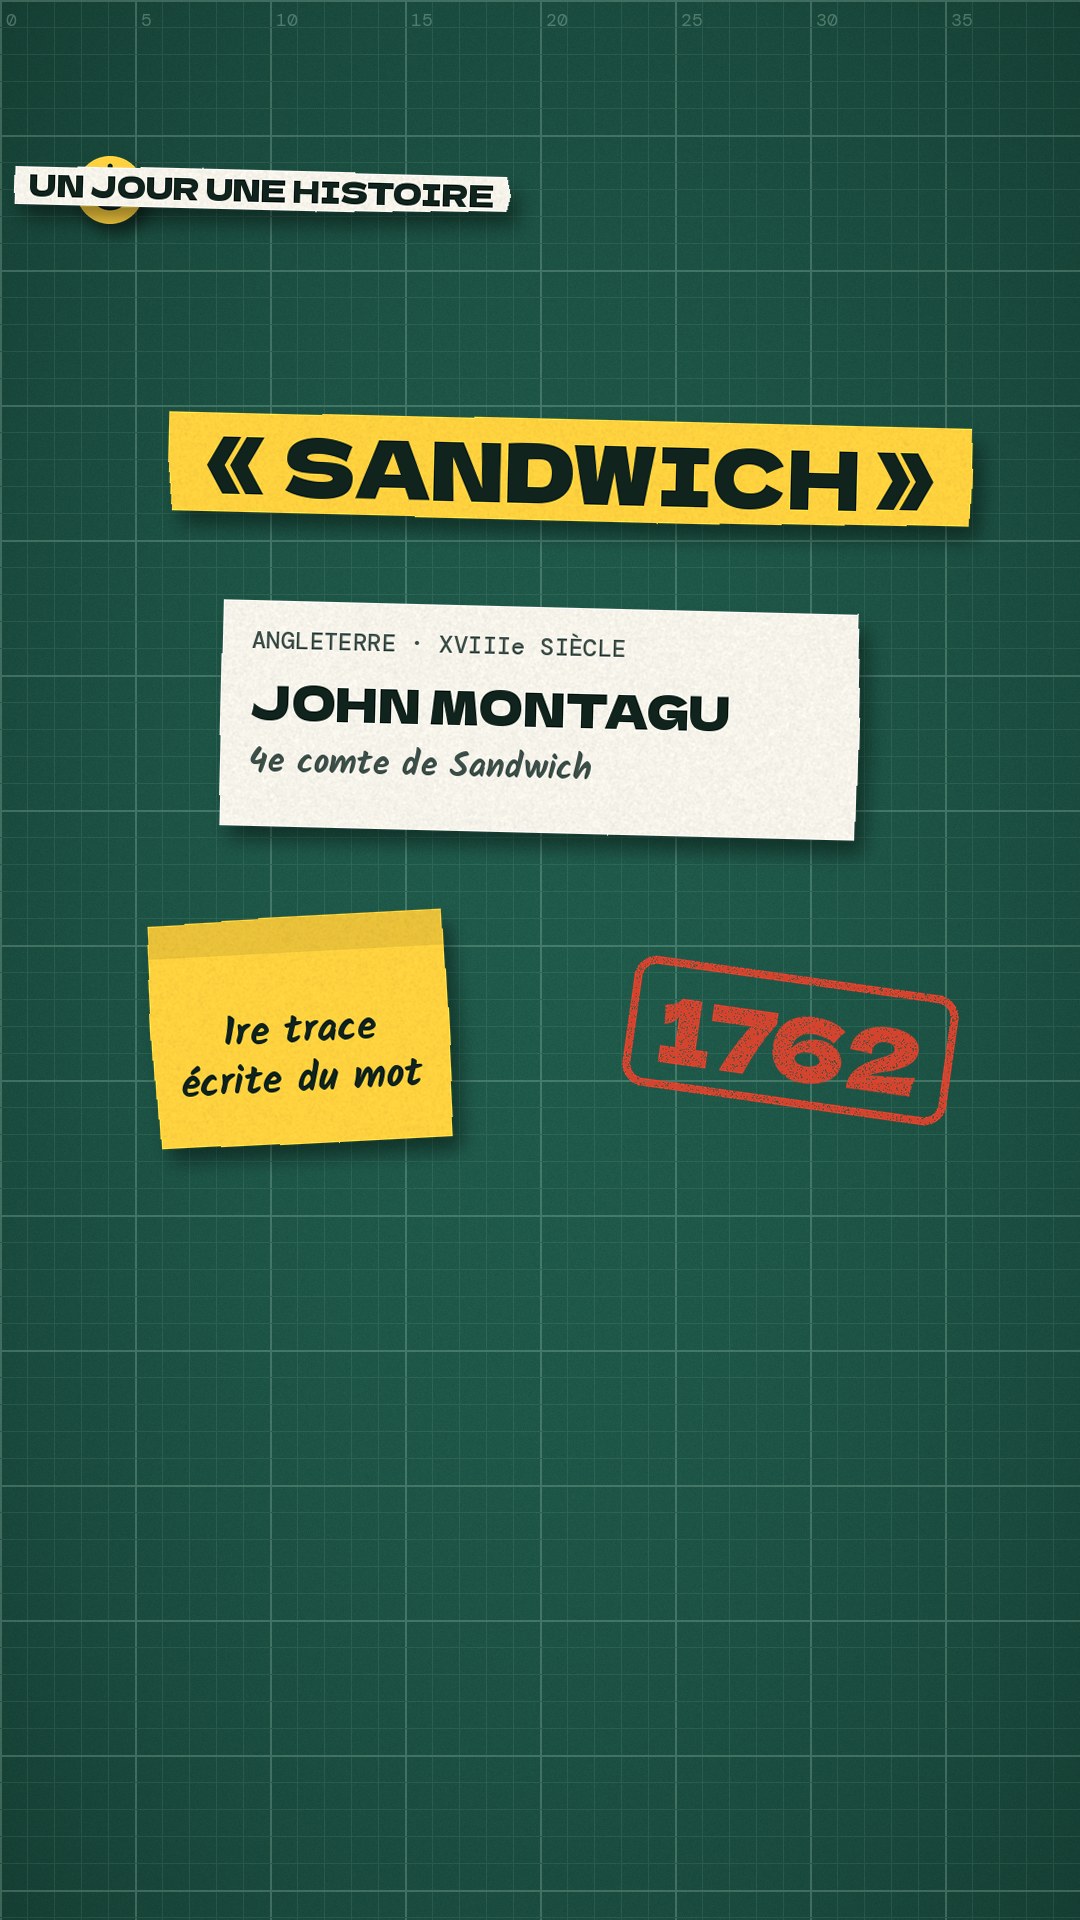 0 5 10 15 20 25 30 35
UN JOUR UNE HISTOIRE
« SANDWICH »
ANGLETERRE · XVIIIe SIÈCLE
JOHN MONTAGU
4e comte de Sandwich
1re trace
écrite du mot
1762